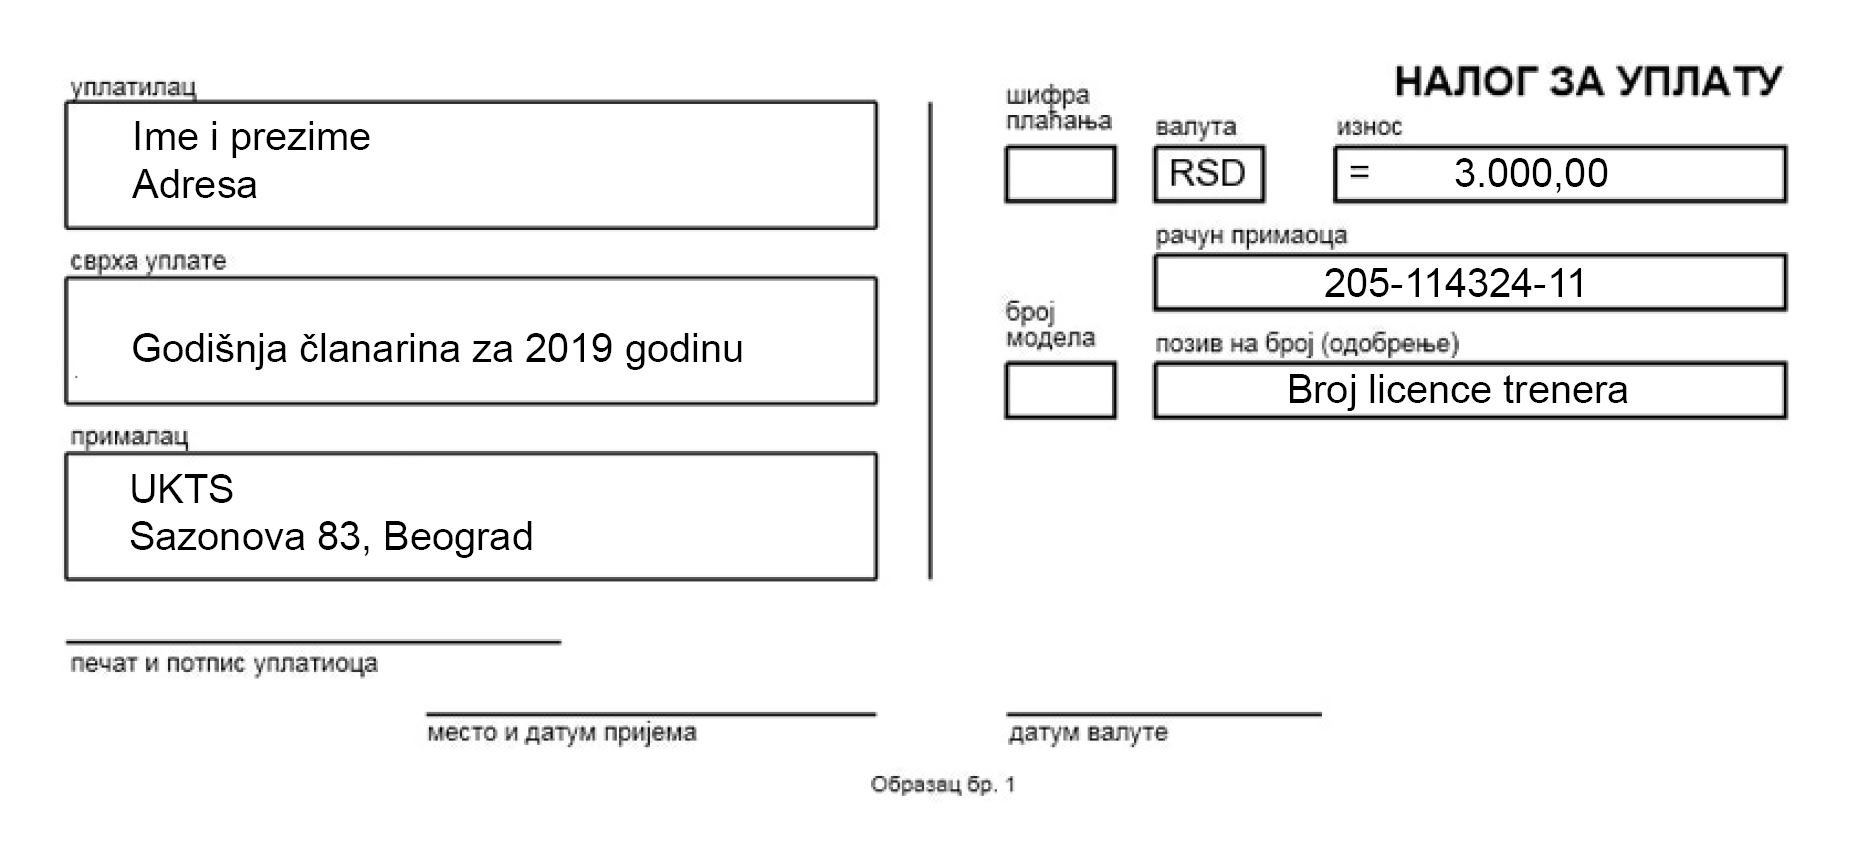 НАЛОГ ЗА УПЛАТУ
уплатилац
Ime i prezime
Adresa
сврха уплате
Godišnja članarina za 2019 godinu
прималац
UKTS
Sazonova 83, Beograd
печат и потпис уплатиоца
место и датум пријема
шифра
плаћања
валута
RSD
износ
= 3.000,00
рачун примаоца
205-114324-11
број
модела
позив на број (одобрење)
Broj licence trenera
датум валуте
Образац бр. 1